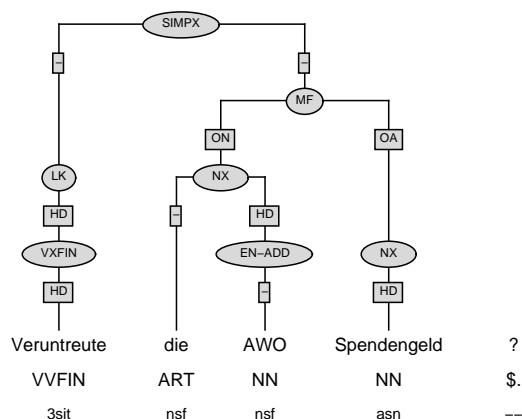 SIMPX
– –
MF
ON OA
LK NX
HD – HD
VXFIN EN–ADD NX
HD – HD
Veruntreute die AWO Spendengeld ?
VVFIN ART NN NN $.
3sit nsf nsf asn ––